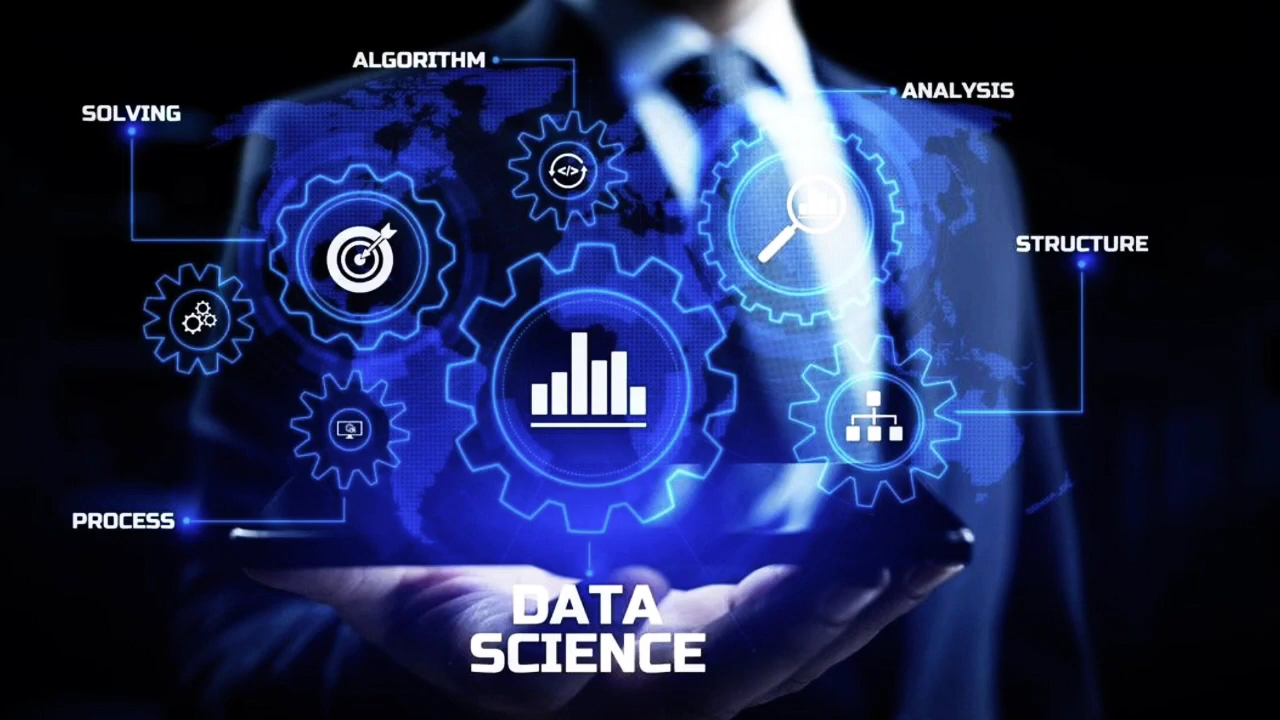 ALGORITHM
ANALYSIS
SOLVING
</>
STRUCTURE
PROCESS
DATA
SCIENCE